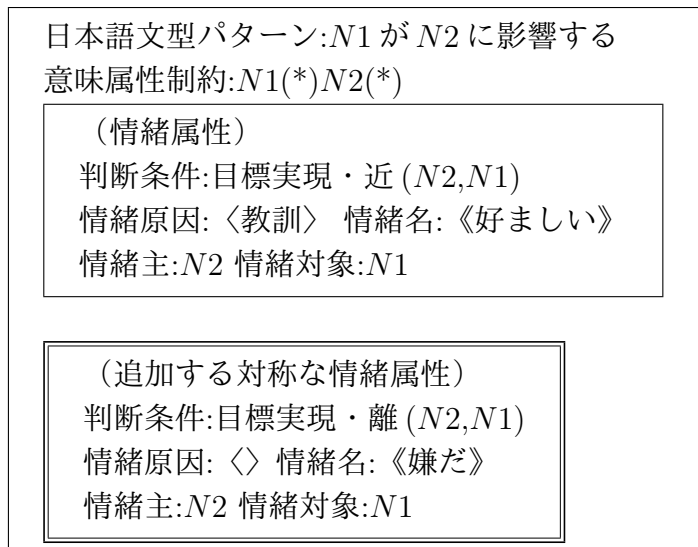 日本語文型パターン:N1がN2に影響する
意味属性制約:N1(*)N2(*)
（情緒属性）
判断条件:目標実現・近(N2,N1)
情緒原因:〈教訓〉 情緒名:《好ましい》
情緒主:N2 情緒対象:N1
（追加する対称な情緒属性）
判断条件:目標実現・離(N2,N1)
情緒原因:〈〉情緒名:《嫌だ》
情緒主:N2 情緒対象:N1